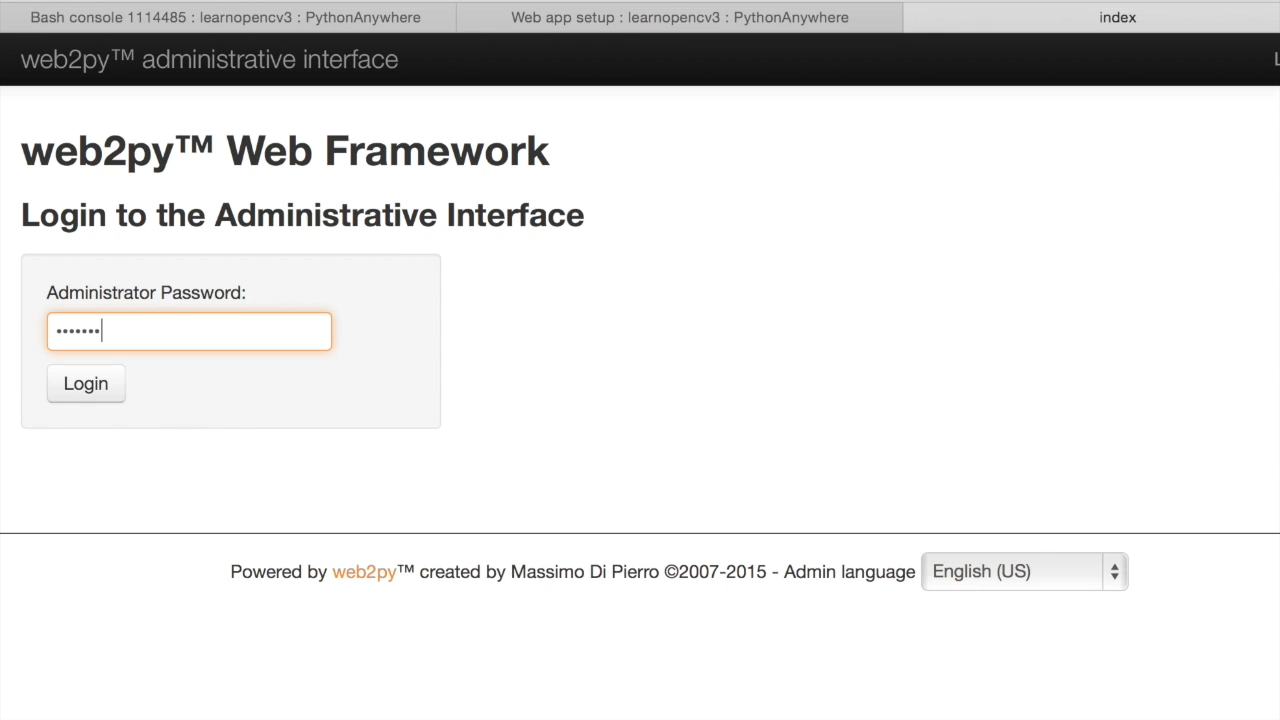 Bash console 1114485 : learnopencv3 : PythonAnywhere
Web app setup : learnopencv3 : PythonAnywhere
index
web2py™ administrative interface
web2py™ Web Framework
Login to the Administrative Interface
Administrator Password:
•••••••
Login
Powered by web2py™ created by Massimo Di Pierro ©2007-2015 - Admin language English (US)